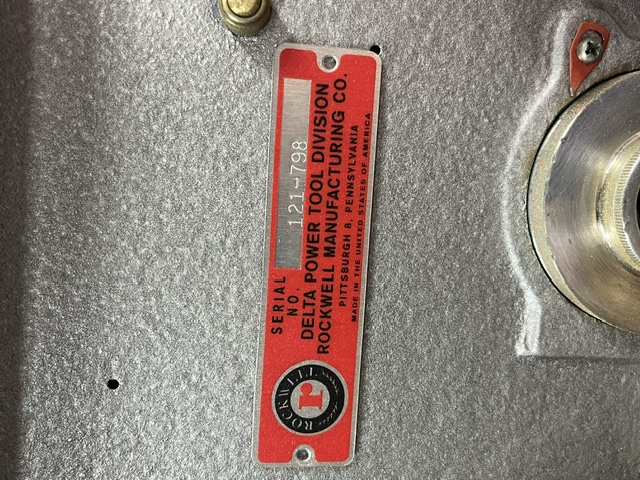 SERIAL
NO.
121-798
DELTA POWER TOOL DIVISION
ROCKWELL MANUFACTURING CO.
PITTSBURGH 8, PENNSYLVANIA
MADE IN THE UNITED STATES OF AMERICA
ROCKWELL
r